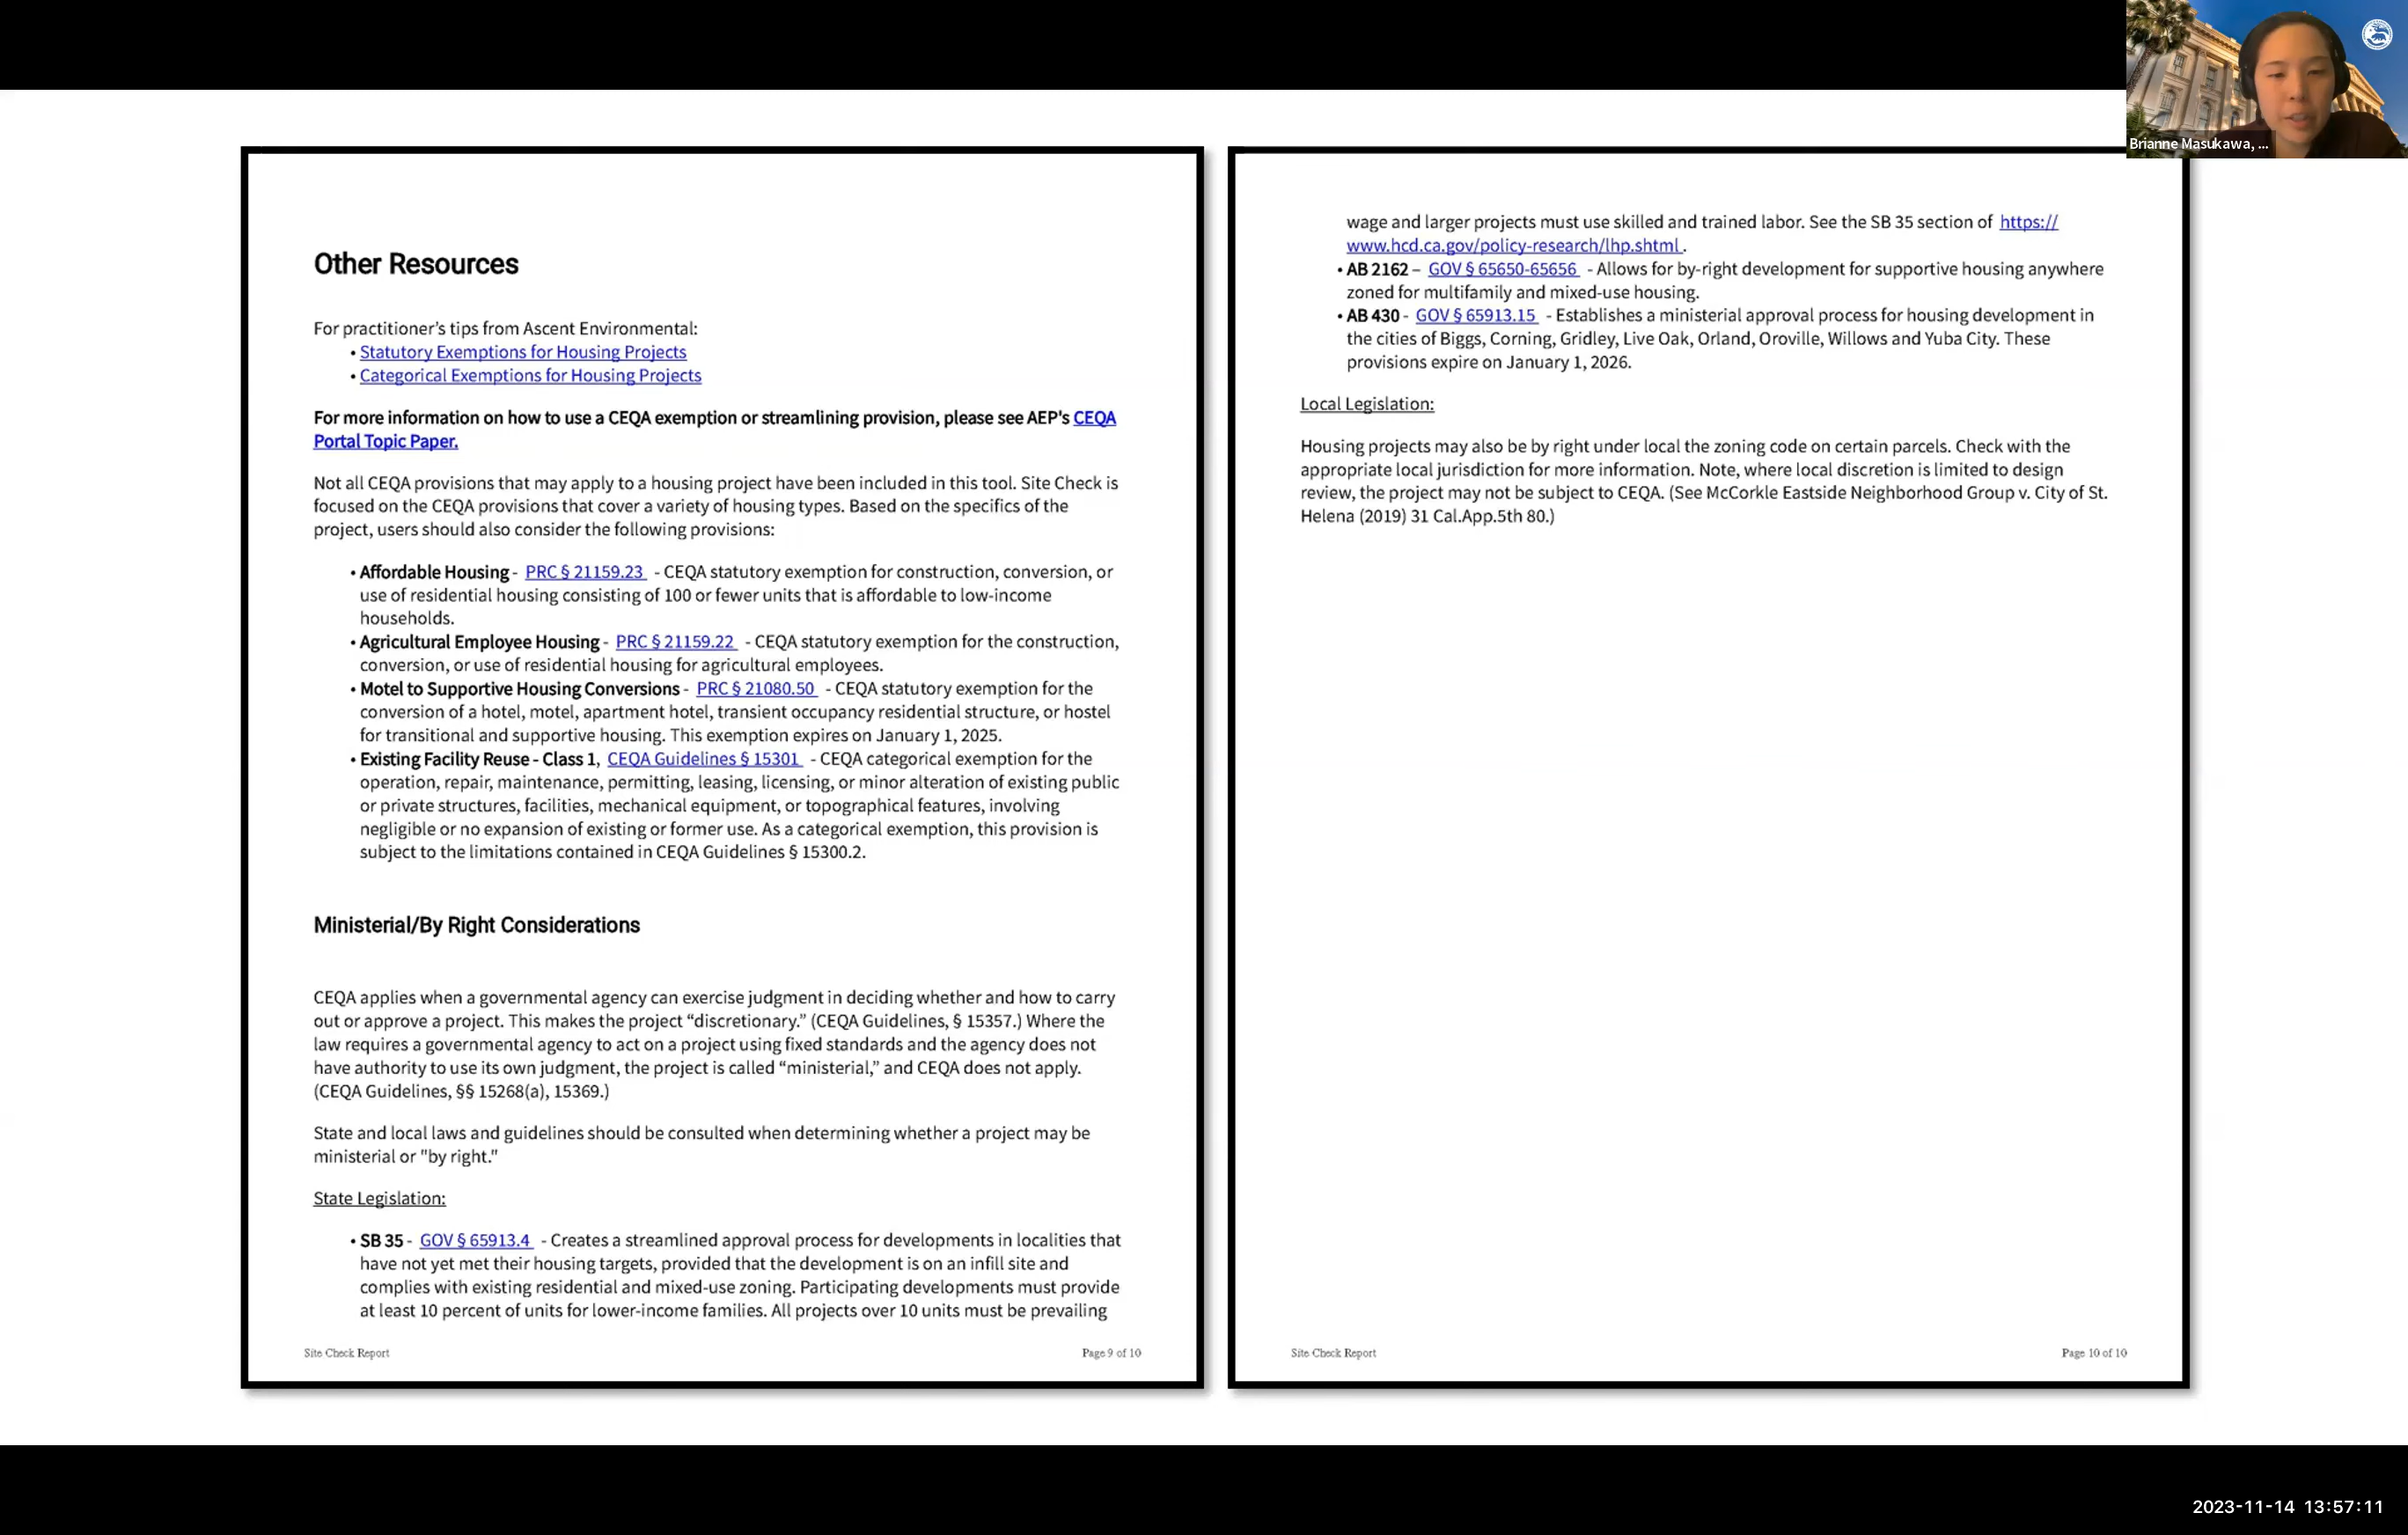 Brianne Masukawa, ...
Other Resources
For practitioner’s tips from Ascent Environmental:
• Statutory Exemptions for Housing Projects
• Categorical Exemptions for Housing Projects
For more information on how to use a CEQA exemption or streamlining provision, please see AEP's CEQA
Portal Topic Paper.
Not all CEQA provisions that may apply to a housing project have been included in this tool. Site Check is
focused on the CEQA provisions that cover a variety of housing types. Based on the specifics of the
project, users should also consider the following provisions:
• Affordable Housing - PRC § 21159.23 - CEQA statutory exemption for construction, conversion, or
use of residential housing consisting of 100 or fewer units that is affordable to low-income
households.
• Agricultural Employee Housing - PRC § 21159.22 - CEQA statutory exemption for the construction,
conversion, or use of residential housing for agricultural employees.
• Motel to Supportive Housing Conversions - PRC § 21080.50 - CEQA statutory exemption for the
conversion of a hotel, motel, apartment hotel, transient occupancy residential structure, or hostel
for transitional and supportive housing. This exemption expires on January 1, 2025.
• Existing Facility Reuse - Class 1, CEQA Guidelines § 15301 - CEQA categorical exemption for the
operation, repair, maintenance, permitting, leasing, licensing, or minor alteration of existing public
or private structures, facilities, mechanical equipment, or topographical features, involving
negligible or no expansion of existing or former use. As a categorical exemption, this provision is
subject to the limitations contained in CEQA Guidelines § 15300.2.
Ministerial/By Right Considerations
CEQA applies when a governmental agency can exercise judgment in deciding whether and how to carry
out or approve a project. This makes the project “discretionary.” (CEQA Guidelines, § 15357.) Where the
law requires a governmental agency to act on a project using fixed standards and the agency does not
have authority to use its own judgment, the project is called “ministerial,” and CEQA does not apply.
(CEQA Guidelines, §§ 15268(a), 15369.)
State and local laws and guidelines should be consulted when determining whether a project may be
ministerial or "by right."
State Legislation:
• SB 35 - GOV § 65913.4 - Creates a streamlined approval process for developments in localities that
have not yet met their housing targets, provided that the development is on an infill site and
complies with existing residential and mixed-use zoning. Participating developments must provide
at least 10 percent of units for lower-income families. All projects over 10 units must be prevailing
Site Check Report
Page 9 of 10
wage and larger projects must use skilled and trained labor. See the SB 35 section of https://
www.hcd.ca.gov/policy-research/lhp.shtml .
• AB 2162 – GOV § 65650-65656 - Allows for by-right development for supportive housing anywhere
zoned for multifamily and mixed-use housing.
• AB 430 - GOV § 65913.15 - Establishes a ministerial approval process for housing development in
the cities of Biggs, Corning, Gridley, Live Oak, Orland, Oroville, Willows and Yuba City. These
provisions expire on January 1, 2026.
Local Legislation:
Housing projects may also be by right under local the zoning code on certain parcels. Check with the
appropriate local jurisdiction for more information. Note, where local discretion is limited to design
review, the project may not be subject to CEQA. (See McCorkle Eastside Neighborhood Group v. City of St.
Helena (2019) 31 Cal.App.5th 80.)
Site Check Report
Page 10 of 10
2023-11-14 13:57:11